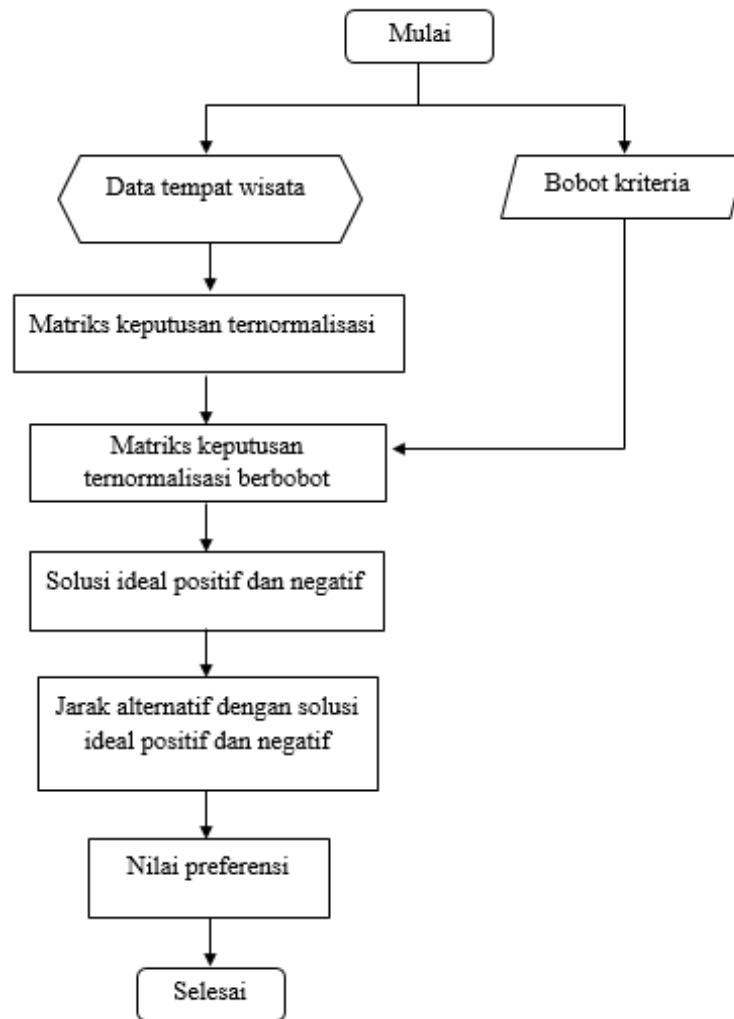 Mulai
Data tempat wisata
Bobot kriteria
Matriks keputusan ternormalisasi
Matriks keputusan
ternormalisasi berbobot
Solusi ideal positif dan negatif
Jarak alternatif dengan solusi
ideal positif dan negatif
Nilai preferensi
Selesai